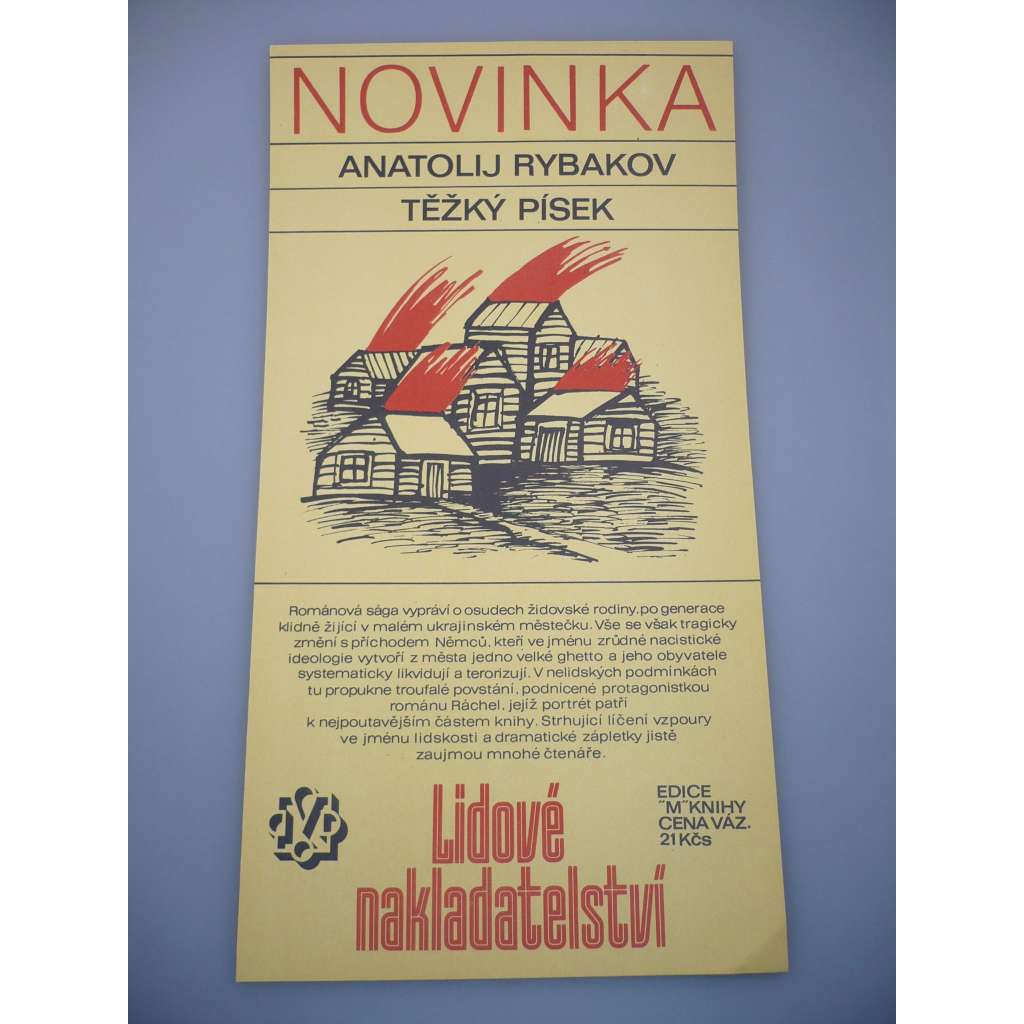 NOVINKA
ANATOLIJ RYBAKOV
TĚŽKÝ PÍSEK
Románová sága vypráví o osudech židovské rodiny, po generace
klidně žijící v malém ukrajinském městečku. Vše se však tragicky
změní s příchodem Němců, kteří ve jménu zrůdné nacistické
ideologie vytvoří z města jedno velké ghetto a jeho obyvatele
systematicky likvidují a terorizují. V nelidských podmínkách
tu propukne troufalé povstání, podnícené protagonistkou
románu Ráchel, jejíž portrét patří
k nejpoutavějším částem knihy. Strhující líčení vzpoury
ve jménu lidskosti a dramatické zápletky jistě
zaujmou mnohé čtenáře.
Lidové
nakladatelství
EDICE
"M" KNIHY
CENA VÁZ.
21 Kčs